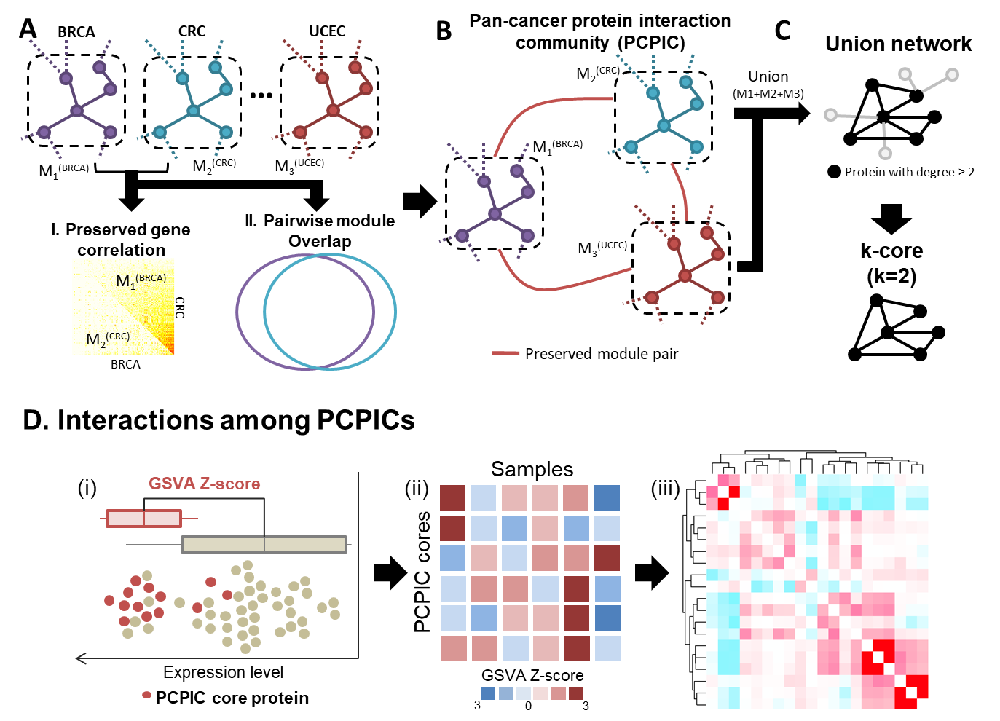 A
BRCA
CRC
UCEC
M1(BRCA)
M2(CRC)
M3(UCEC)
I. Preserved gene
correlation
M1(BRCA)
M2(CRC)
CRC
BRCA
II. Pairwise module
Overlap
B
Pan-cancer protein interaction
community (PCPIC)
M2(CRC)
M1(BRCA)
M3(UCEC)
Preserved module pair
Union
(M1+M2+M3)
C
Union network
Protein with degree ≥ 2
k-core
(k=2)
D. Interactions among PCPICs
(i)
GSVA Z-score
Expression level
PCPIC core protein
(ii)
Samples
PCPIC cores
GSVA Z-score
-3
0
3
(iii)